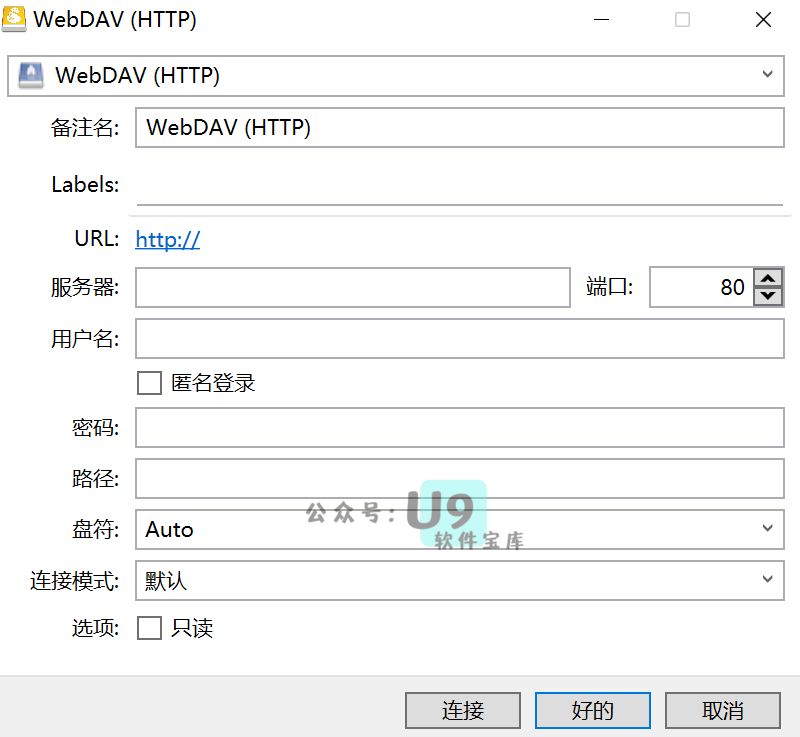 WebDAV (HTTP)
WebDAV (HTTP)
备注名: WebDAV (HTTP)
Labels:
URL: http://
服务器: 端口: 80
用户名:
匿名登录
密码:
路径:
公众号: U9
软件宝库
盘符: Auto
连接模式: 默认
选项: 只读
连接 好的 取消